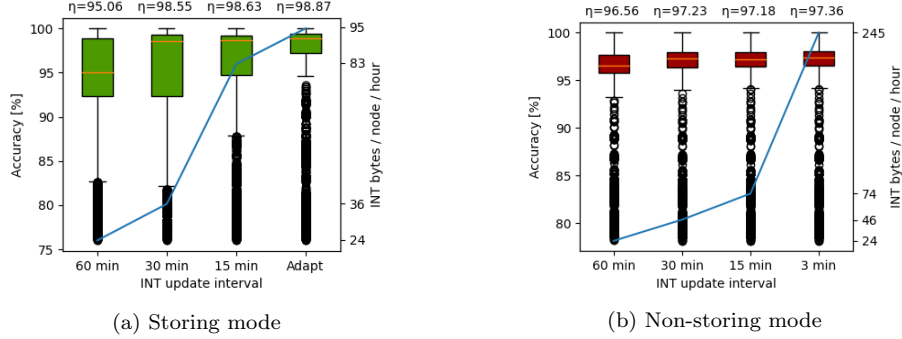 η=95.06 η=98.55 η=98.63 η=98.87
100
95
90
85
80
75
Accuracy [%]
95
83
36
24
INT bytes / node / hour
60 min 30 min 15 min Adapt
INT update interval
(a) Storing mode
η=96.56 η=97.23 η=97.18 η=97.36
100
95
90
85
80
Accuracy [%]
245
74
46
24
INT bytes / node / hour
60 min 30 min 15 min 3 min
INT update interval
(b) Non-storing mode